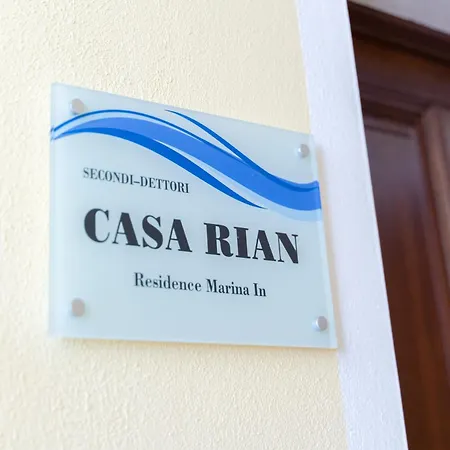 SECONDI-DETTORI
CASA RIAN
Residence Marina In